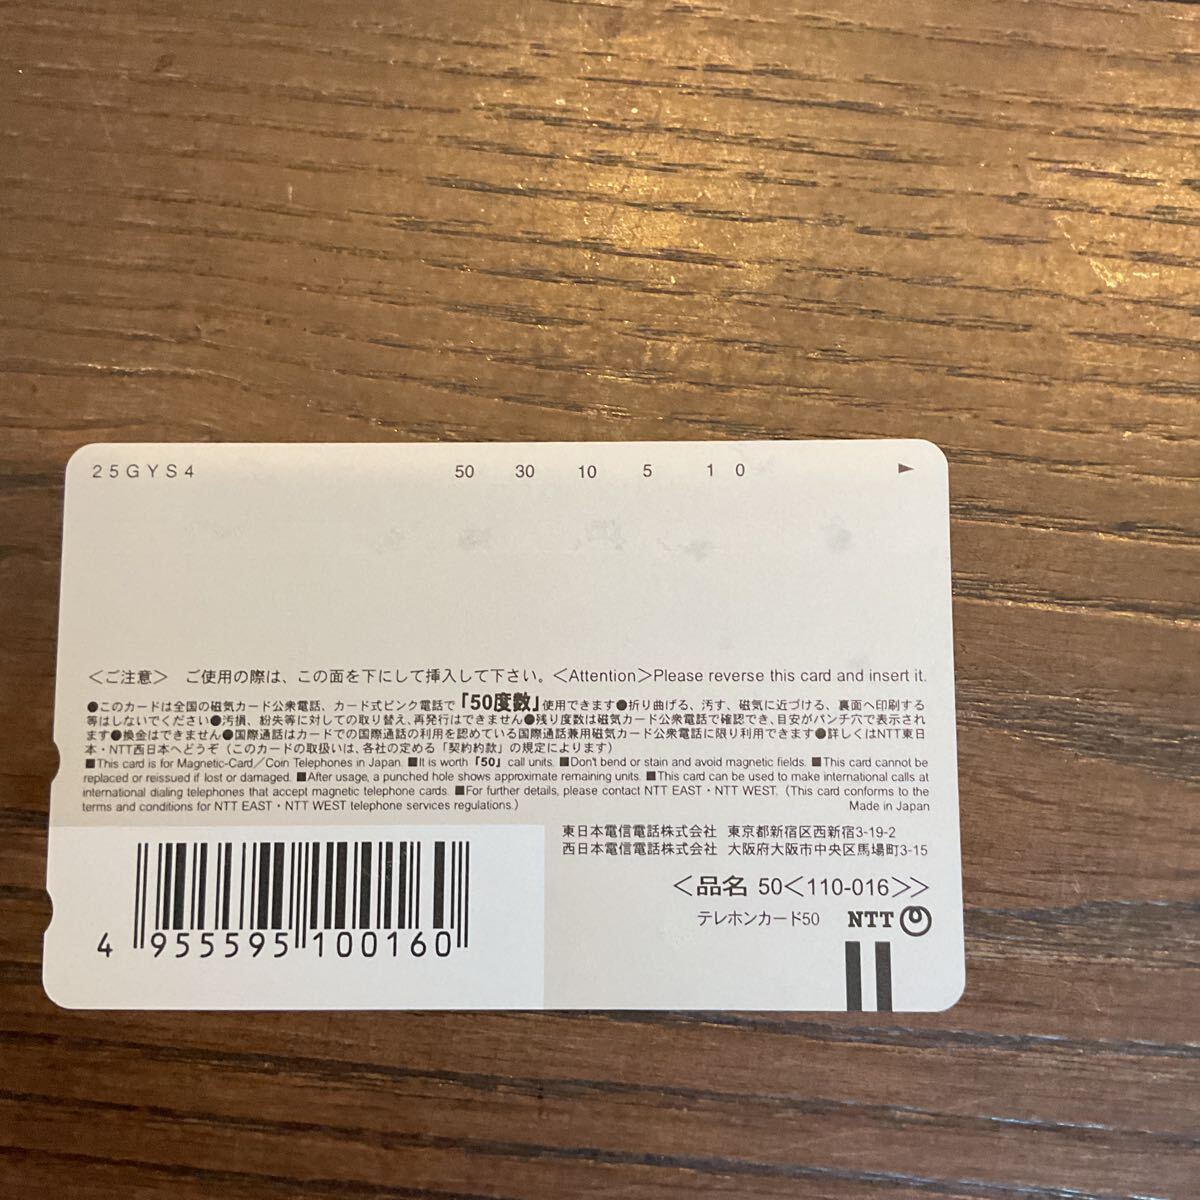 25GYS4 50 30 10 5 1 0 ▶
＜ご注意＞ ご使用の際は、この面を下にして挿入して下さい。＜Attention＞Please reverse this card and insert it.
●このカードは全国の磁気カード公衆電話、カード式ピンク電話で「50度数」使用できます●折り曲げる、汚す、磁気に近づける、裏面へ印刷する
等はしないでください●汚損、紛失等に対しての取り替え、再発行はできません●残り度数は磁気カード公衆電話で確認でき、目安がパンチ穴で表示され
ます●換金はできません●国際通話はカードでの国際通話の利用を認めている国際通話兼用磁気カード公衆電話に限り利用できます●詳しくはNTT東日
本・NTT西日本へどうぞ（このカードの取扱いは、各社の定める「契約約款」の規定によります）
■This card is for Magnetic-Card／Coin Telephones in Japan. ■It is worth「50」call units. ■Don't bend or stain and avoid magnetic fields. ■This card cannot be
replaced or reissued if lost or damaged. ■After usage, a punched hole shows approximate remaining units. ■This card can be used to make international calls at
international dialing telephones that accept magnetic telephone cards. ■For further details, please contact NTT EAST・NTT WEST. (This card conforms to the
terms and conditions for NTT EAST・NTT WEST telephone services regulations.) Made in Japan
東日本電信電話株式会社 東京都新宿区西新宿3-19-2
西日本電信電話株式会社 大阪府大阪市中央区馬場町3-15
＜品名 50＜110-016＞＞
テレホンカード50 NTT
4 955595 100160